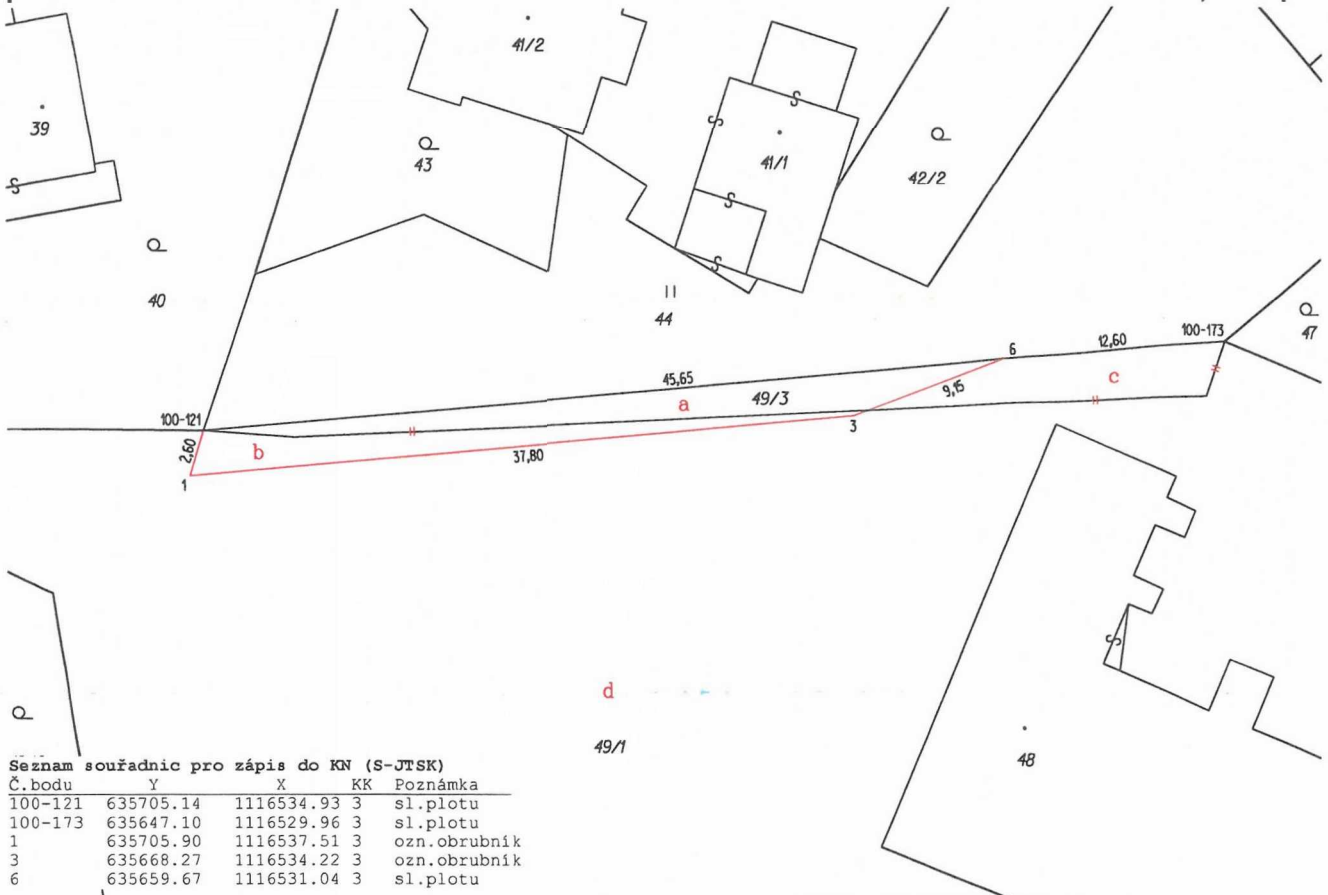 41/2
39
43
41/1
42/2
40
44
47
100-173
6
12,60
45,65
49/3
a
9,15
c
100-121
2,60
b
3
37,80
1
d
49/1
48
Seznam souřadnic pro zápis do KN (S-JTSK)
Č.bodu Y X KK Poznámka
100-121 635705.14 1116534.93 3 sl.plotu
100-173 635647.10 1116529.96 3 sl.plotu
1 635705.90 1116537.51 3 ozn.obrubník
3 635668.27 1116534.22 3 ozn.obrubník
6 635659.67 1116531.04 3 sl.plotu